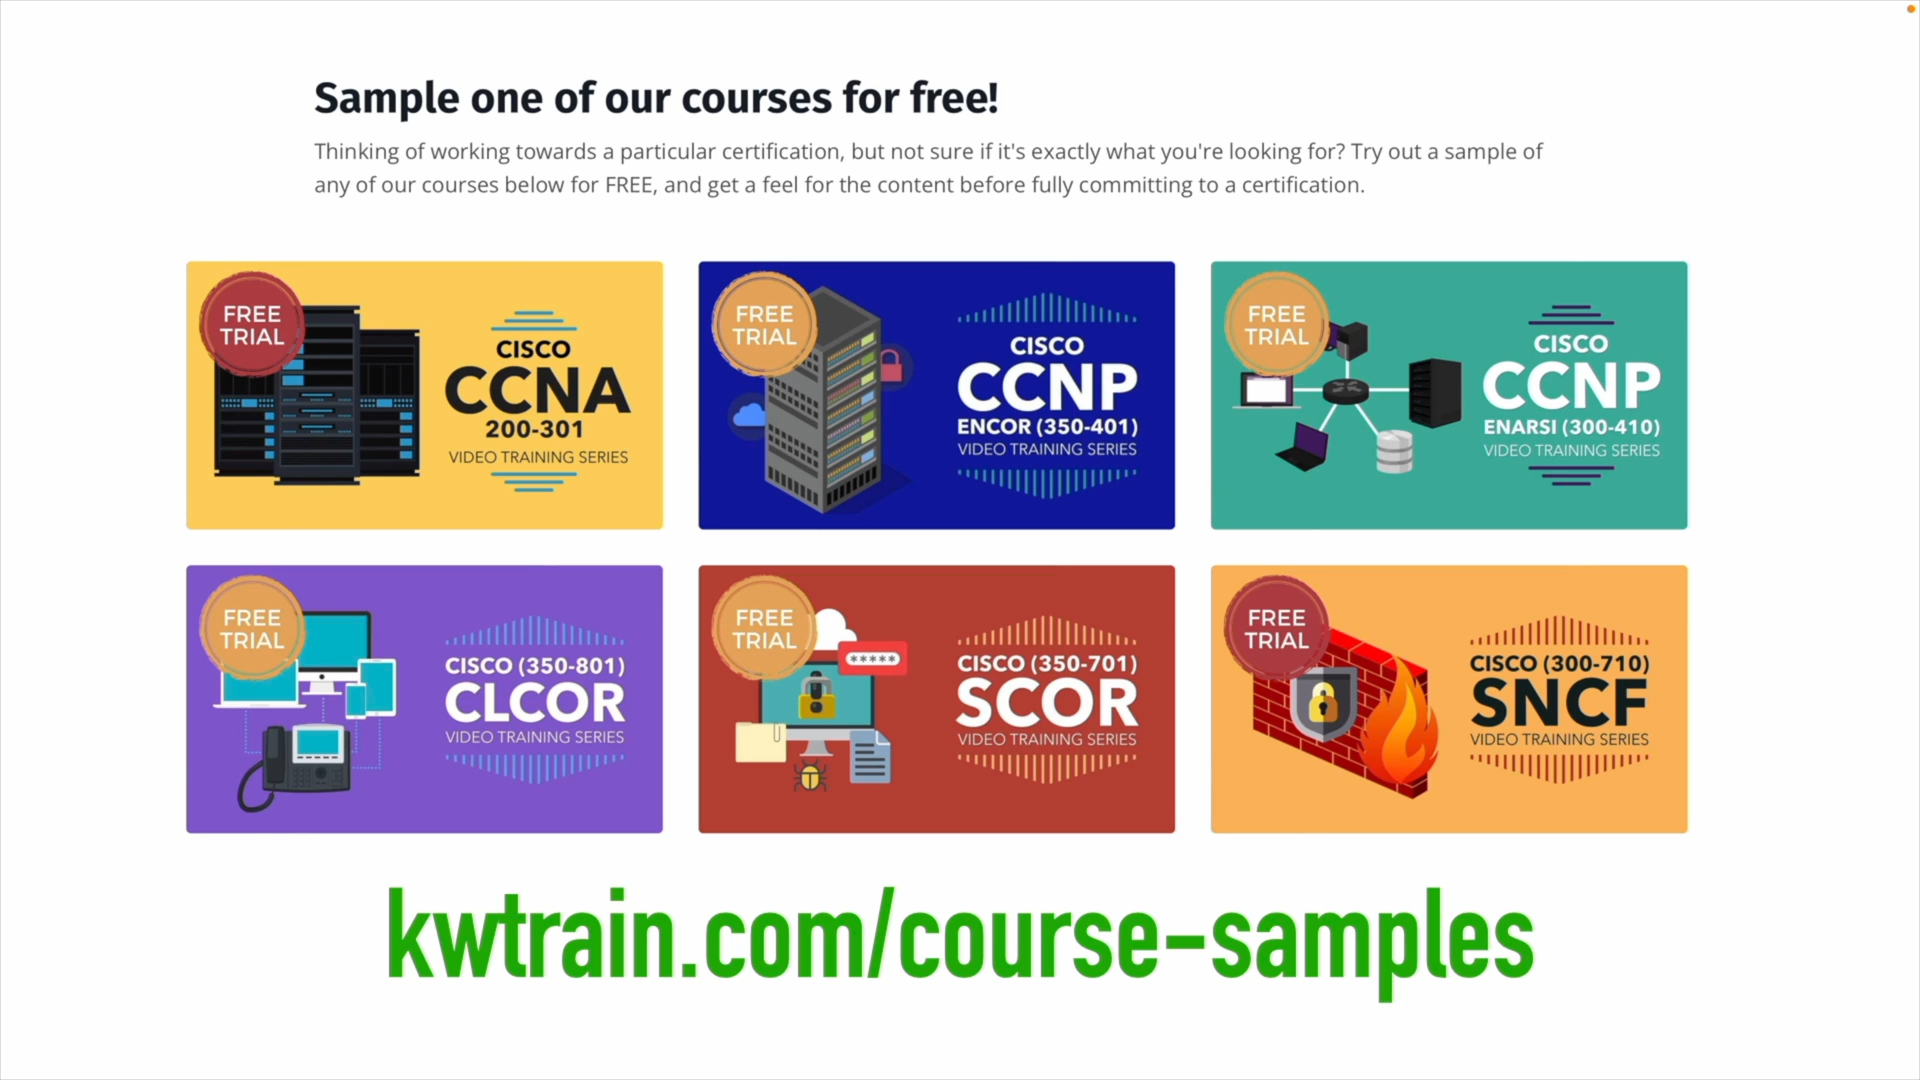 Sample one of our courses for free!
Thinking of working towards a particular certification, but not sure if it's exactly what you're looking for? Try out a sample of
any of our courses below for FREE, and get a feel for the content before fully committing to a certification.
FREE
TRIAL
CISCO
CCNA
200-301
VIDEO TRAINING SERIES
FREE
TRIAL
CISCO
CCNP
ENCOR (350-401)
VIDEO TRAINING SERIES
FREE
TRIAL
CISCO
CCNP
ENARSI (300-410)
VIDEO TRAINING SERIES
FREE
TRIAL
CISCO (350-801)
CLCOR
VIDEO TRAINING SERIES
FREE
TRIAL
*****
CISCO (350-701)
SCOR
VIDEO TRAINING SERIES
FREE
TRIAL
CISCO (300-710)
SNCF
VIDEO TRAINING SERIES
kwtrain.com/course-samples